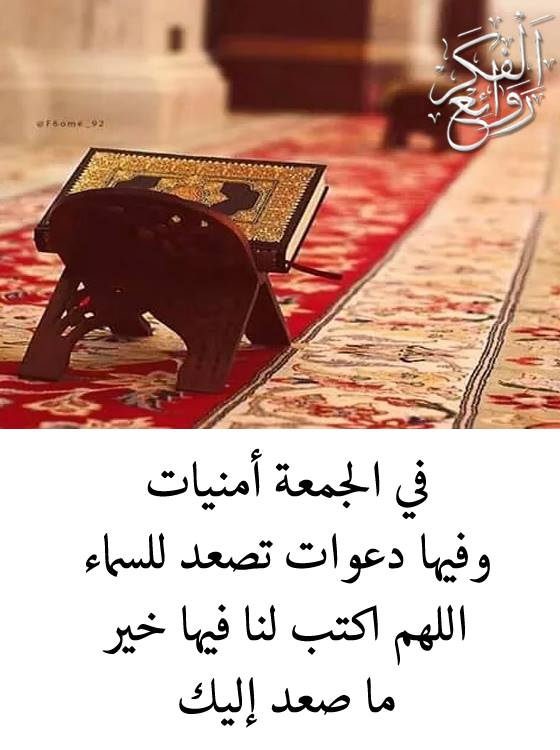 روائع الفكر
@F6ome_92
في الجمعة أمنيات
وفيها دعوات تصعد للسماء
اللهم اكتب لنا فيها خير
ما صعد إليك